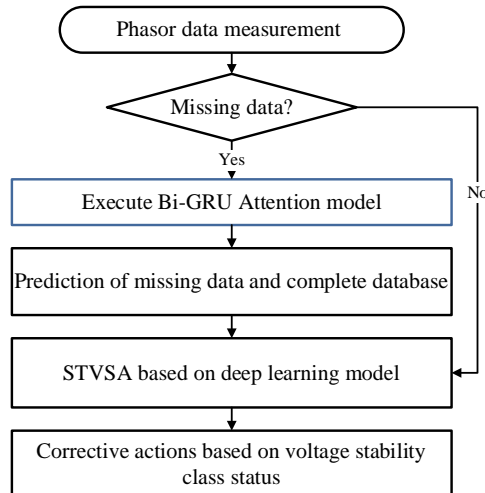 Phasor data measurement
Missing data?
Yes
No
Execute Bi-GRU Attention model
Prediction of missing data and complete database
STVSA based on deep learning model
Corrective actions based on voltage stability
class status